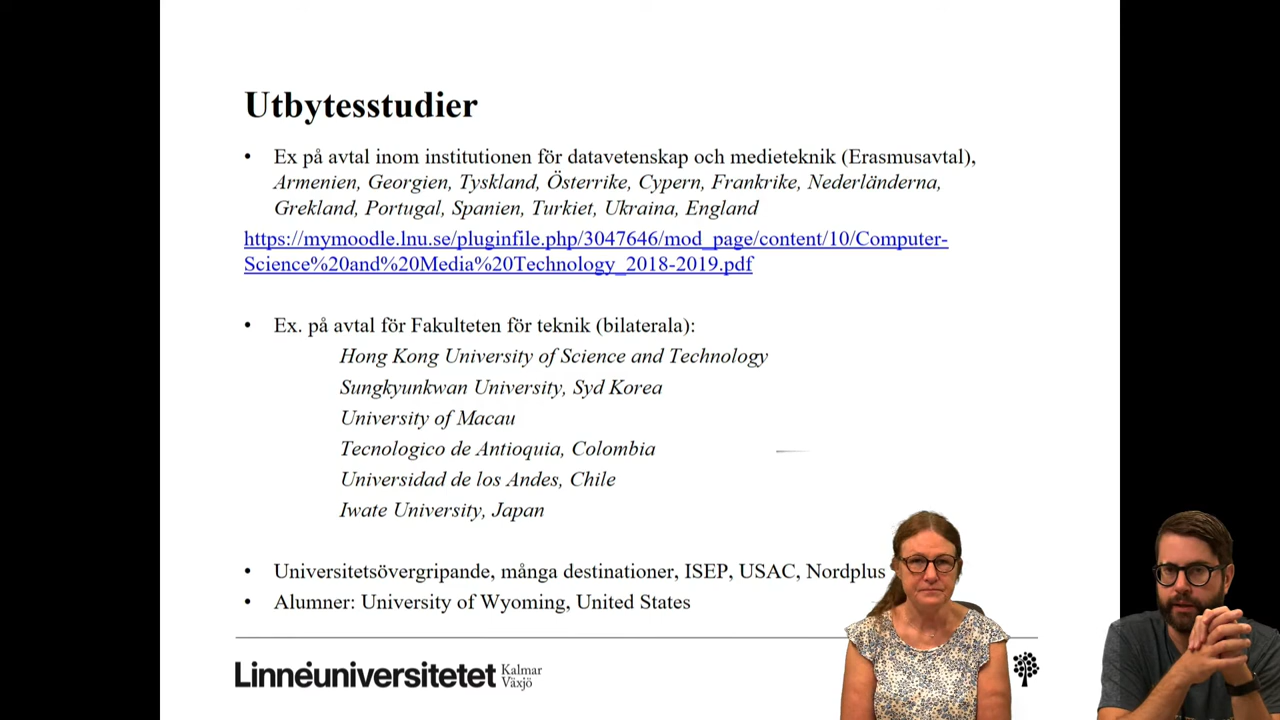 Utbytesstudier
• Ex på avtal inom institutionen för datavetenskap och medieteknik (Erasmusavtal),
Armenien, Georgien, Tyskland, Österrike, Cypern, Frankrike, Nederländerna,
Grekland, Portugal, Spanien, Turkiet, Ukraina, England
https://mymoodle.lnu.se/pluginfile.php/3047646/mod_page/content/10/Computer-
Science%20and%20Media%20Technology_2018-2019.pdf
• Ex. på avtal för Fakulteten för teknik (bilaterala):
Hong Kong University of Science and Technology
Sungkyunkwan University, Syd Korea
University of Macau
Tecnologico de Antioquia, Colombia
Universidad de los Andes, Chile
Iwate University, Japan
• Universitetsövergripande, många destinationer, ISEP, USAC, Nordplus
• Alumner: University of Wyoming, United States
Linnéuniversitetet
Kalmar
Växjö